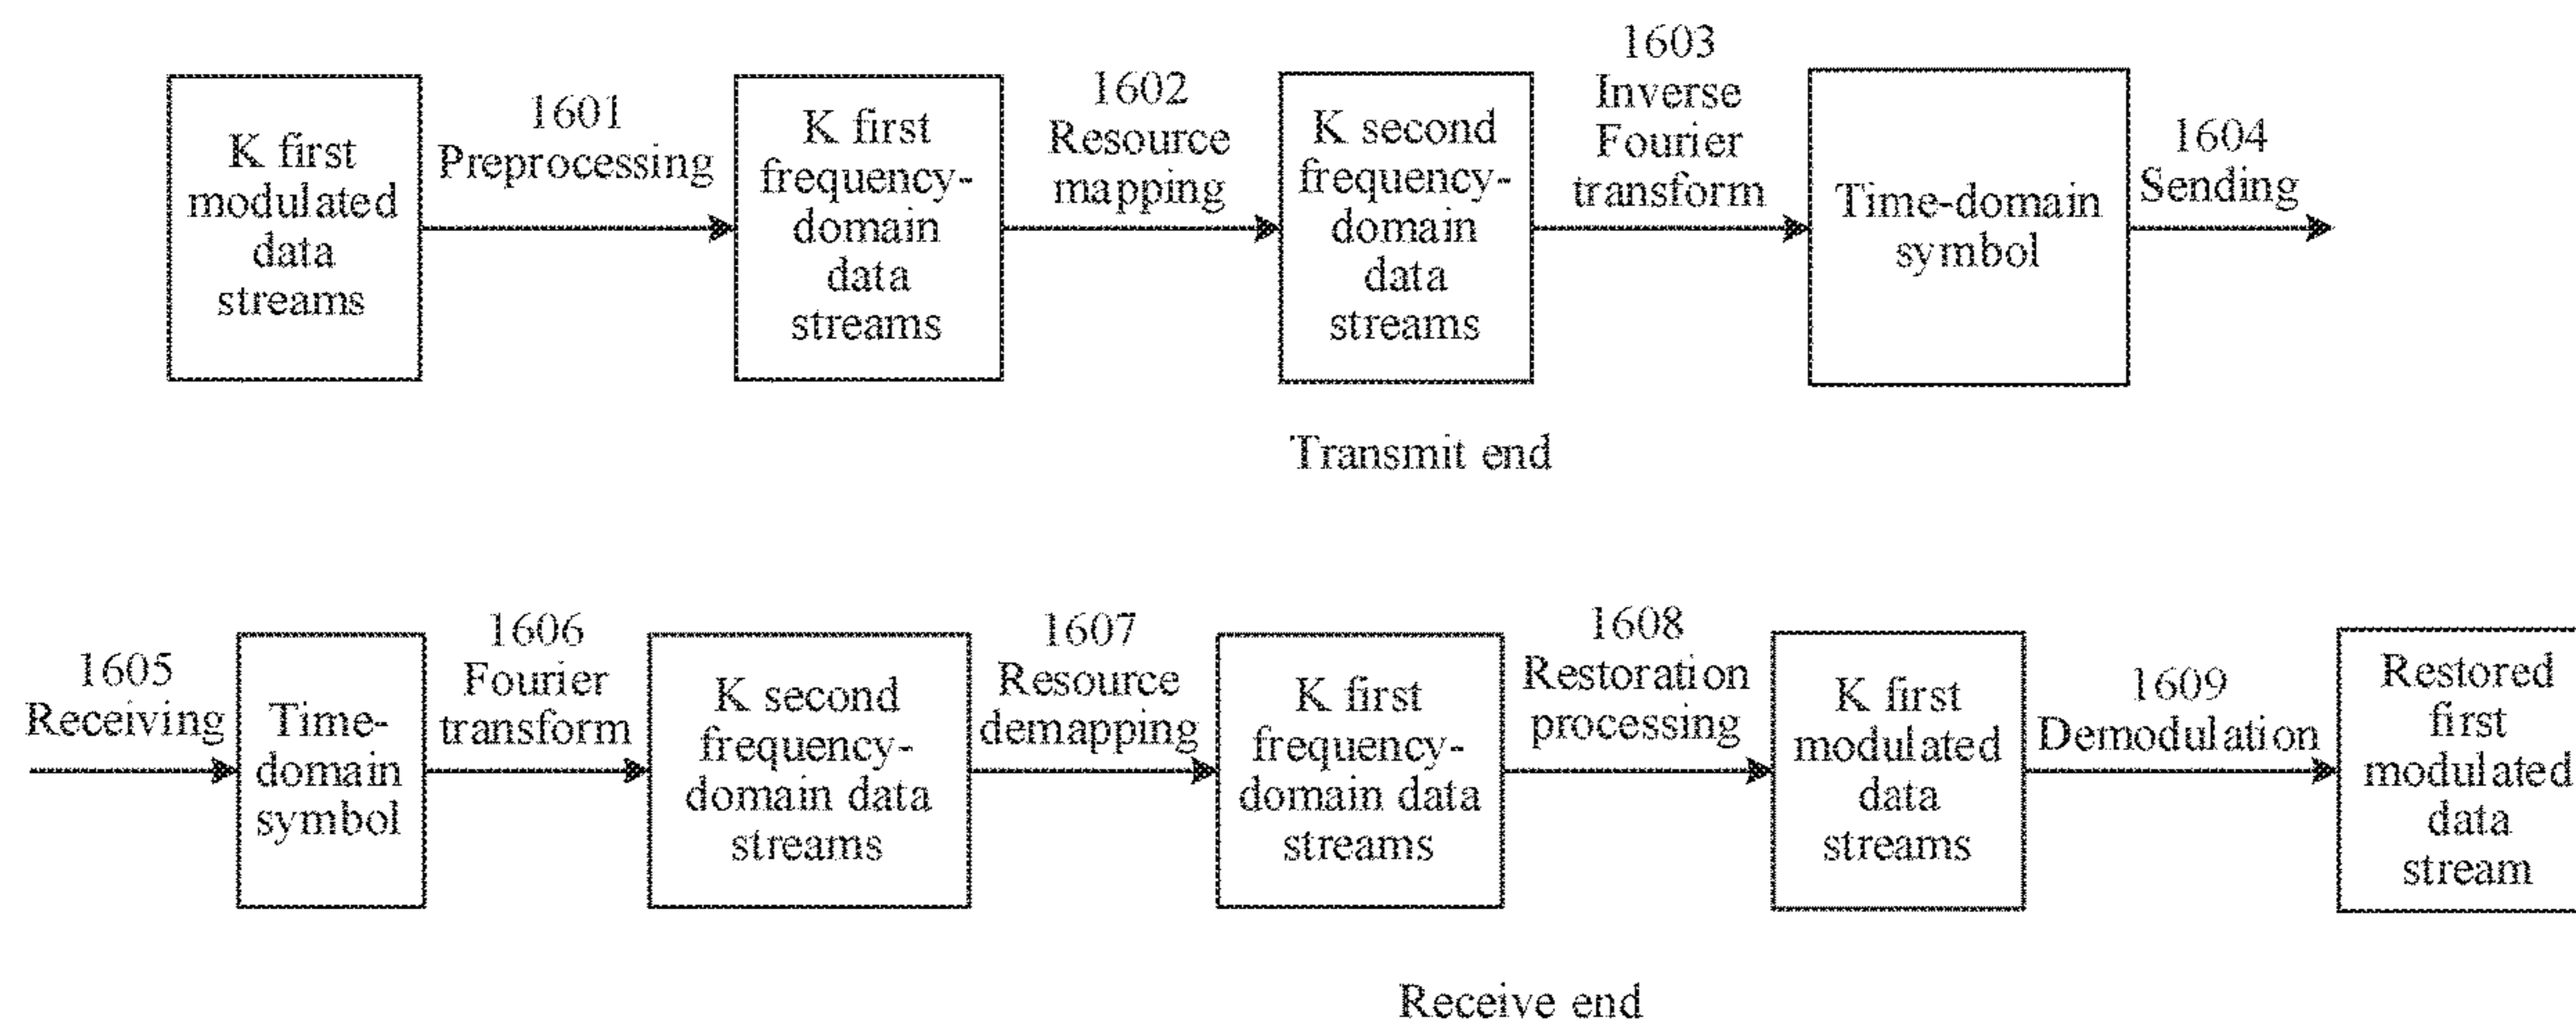 K first
modulated
data
streams
1601
Preprocessing
K first
frequency-
domain
data
streams
1602
Resource
mapping
K second
frequency-
domain
data
streams
1603
Inverse
Fourier
transform
Time-domain
symbol
1604
Sending
Transmit end
1605
Receiving
Time-
domain
symbol
1606
Fourier
transform
K second
frequency-
domain data
streams
1607
Resource
demapping
K first
frequency-
domain data
streams
1608
Restoration
processing
K first
modulated
data
streams
1609
Demodulation
Restored
first
modulated
data
stream
Receive end